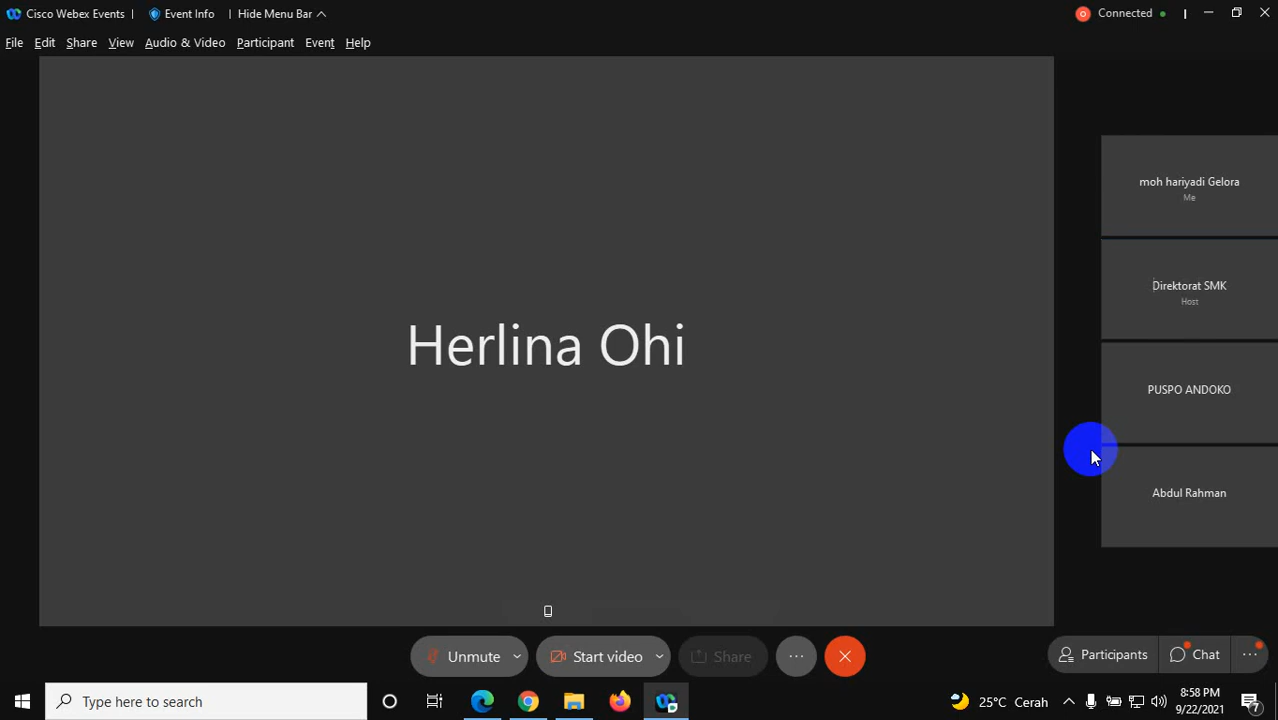 Cisco Webex Events Event Info Hide Menu Bar Connected
File Edit Share View Audio & Video Participant Event Help
moh hariyadi Gelora
Me
Direktorat SMK
Host
Herlina Ohi
PUSPO ANDOKO
Abdul Rahman
Unmute Start video Share Participants Chat
Type here to search 25°C Cerah 8:58 PM
9/22/2021 7